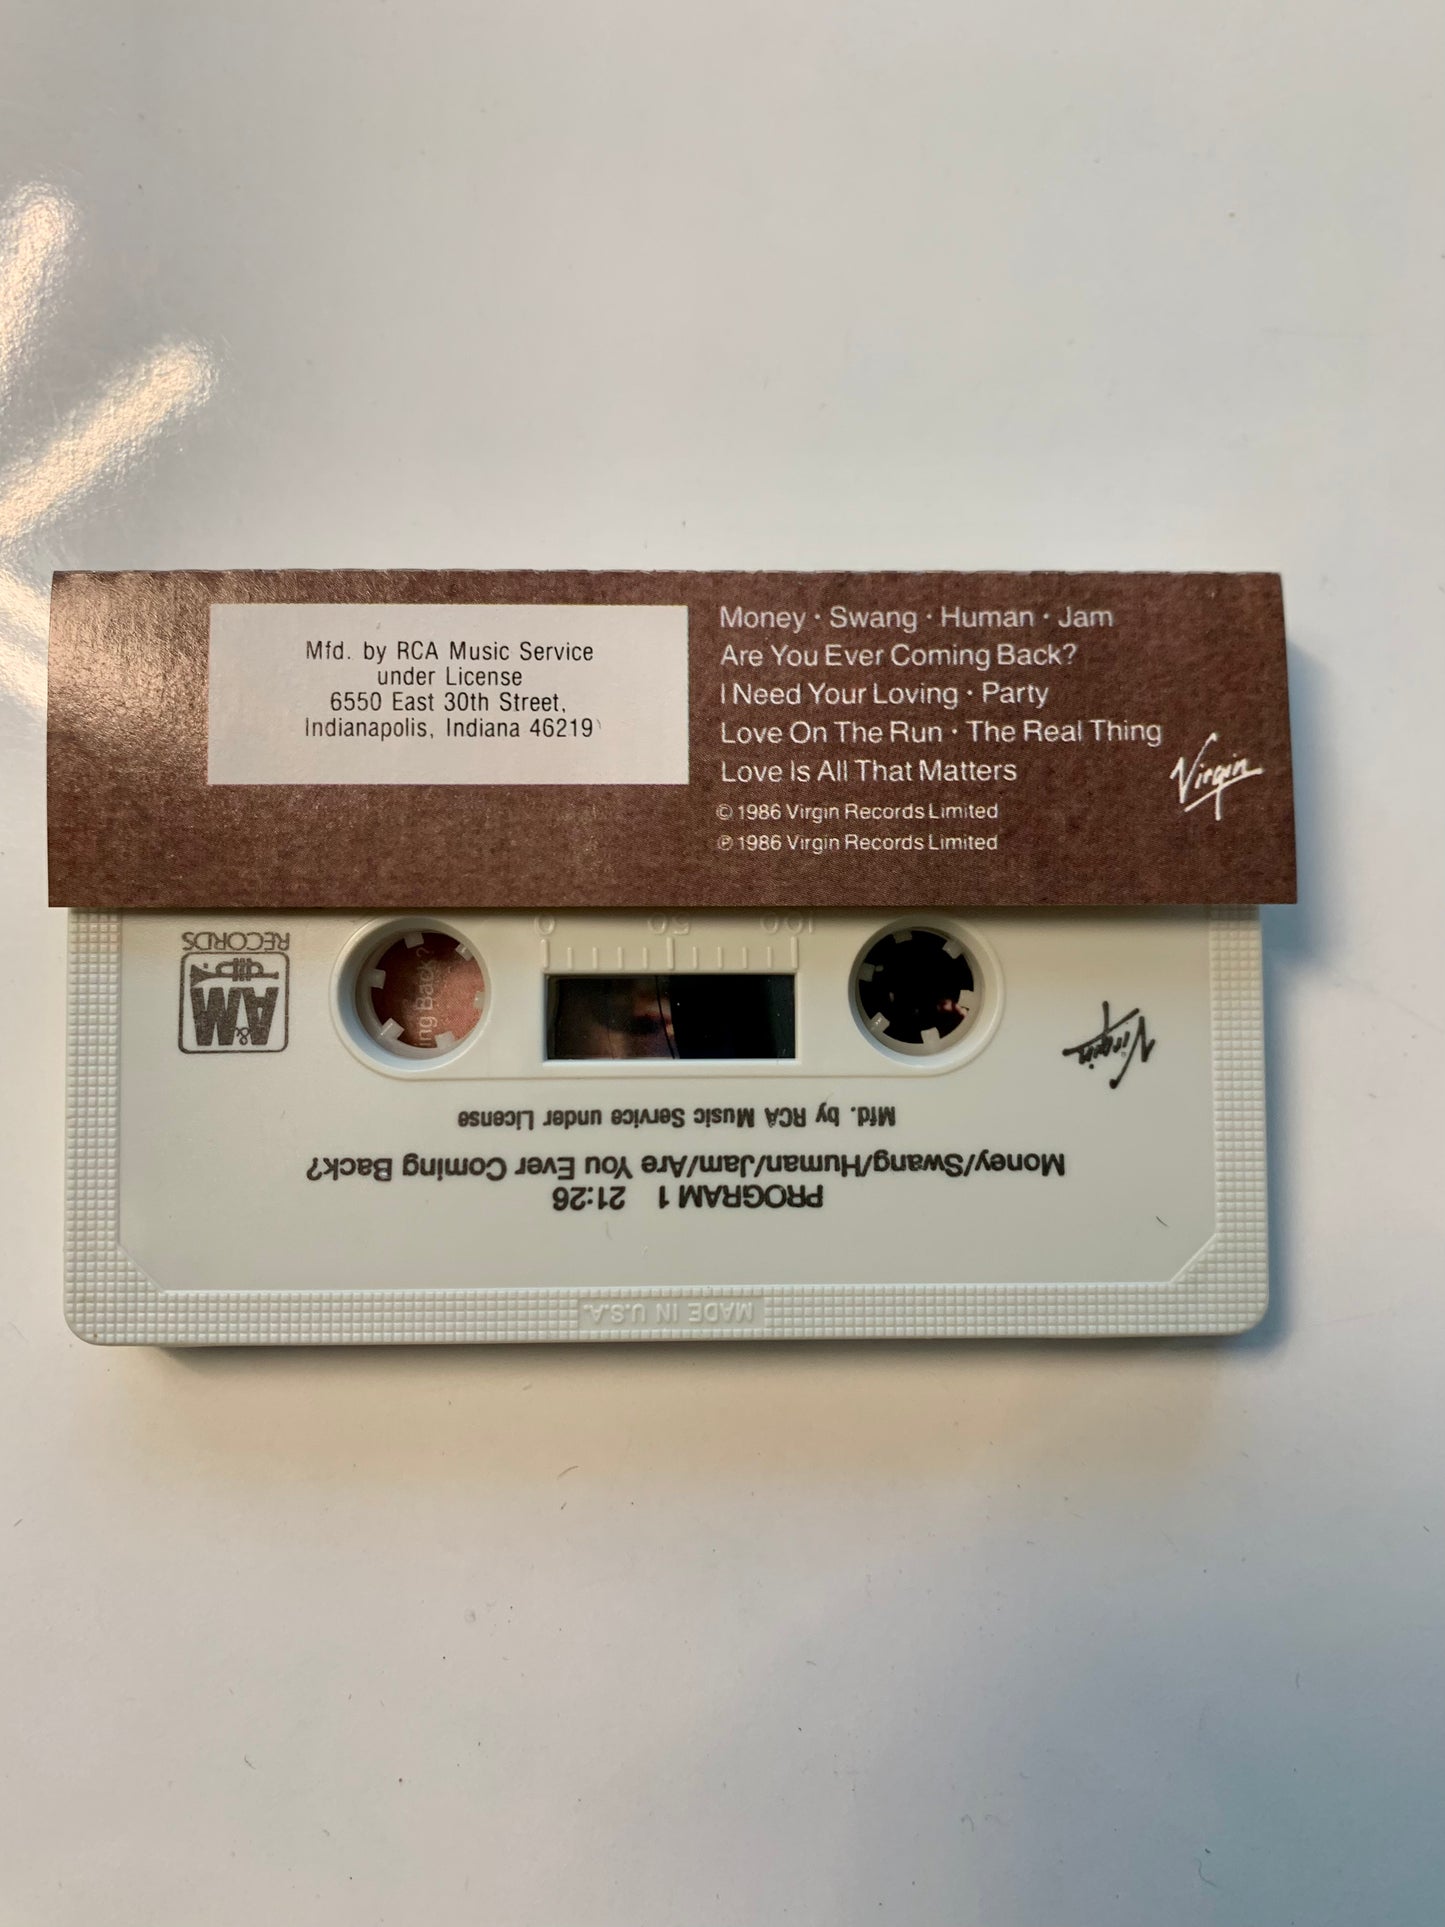 Mfd. by RCA Music Service
under License
6550 East 30th Street,
Indianapolis, Indiana 46219
Money · Swang · Human · Jam
Are You Ever Coming Back?
I Need Your Loving · Party
Love On The Run · The Real Thing
Love Is All That Matters
Virgin
© 1986 Virgin Records Limited
℗ 1986 Virgin Records Limited
MADE IN U.S.A.
PROGRAM 1 21:26
Money/Swang/Human/Jam/Are You Ever Coming Back?
Mfd. by RCA Music Service under License
Virgin
A&M
RECORDS
0 50 100
ing Back?